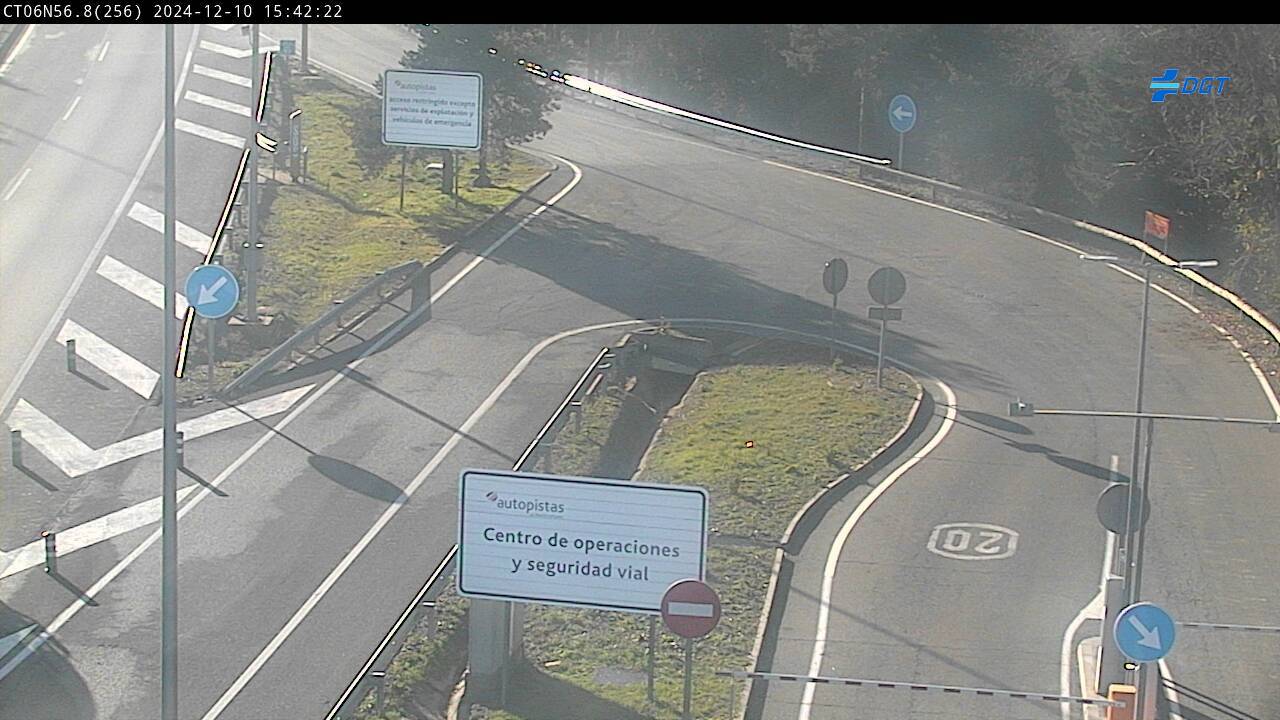 CT06N56.8(256) 2024-12-10 15:42:22
DGT
autopistas
acceso restringido excepto
servicios de explotación y
vehículos de emergencia
autopistas
Centro de operaciones
y seguridad vial
20